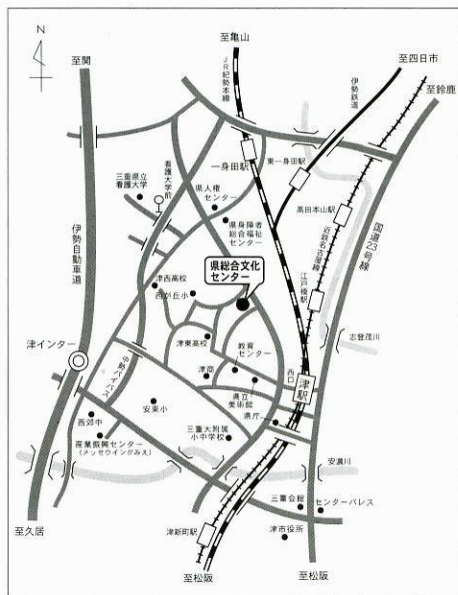 N
至亀山
至関
至四日市
至鈴鹿
JR紀勢本線
伊勢鉄道
一身田駅
東一身田駅
看護大学前
三重県立
看護大学
県人権
センター
高田本山駅
県身障者
総合福祉
センター
近鉄名古屋線
国道23号線
伊勢自動車道
県総合文化
センター
津西高校
西が丘小
江戸橋駅
志登茂川
津インター
津東高校
教育
センター
中勢バイパス
津商
西口
津駅
県立
美術館
安東小
県庁
西郊中
三重大附属
小中学校
産業振興センター
(メッセウイングみえ)
安濃川
三重会館
センターパレス
至久居
津新町駅
津市役所
至松阪
至松阪